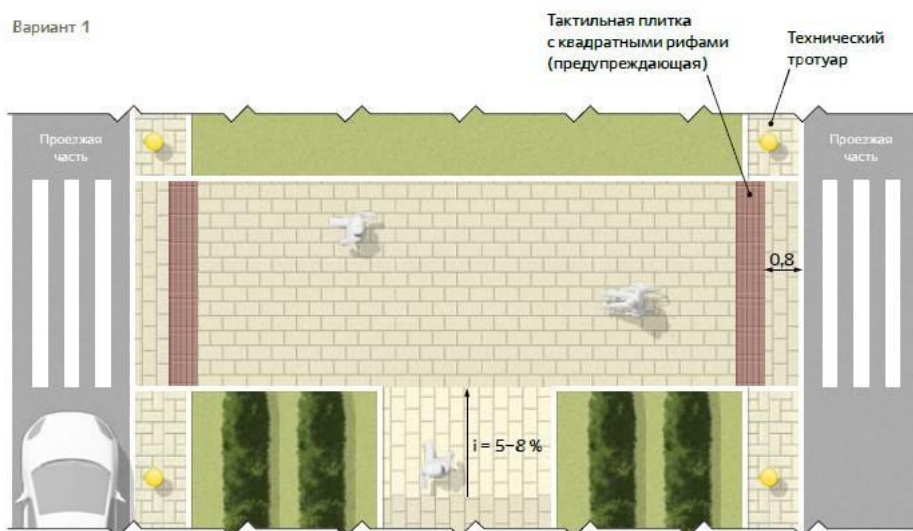 Вариант 1
Тактильная плитка
с квадратными рифами
(предупреждающая)
Технический
тротуар
Проезжая
часть
Проезжая
часть
0,8
i = 5–8 %